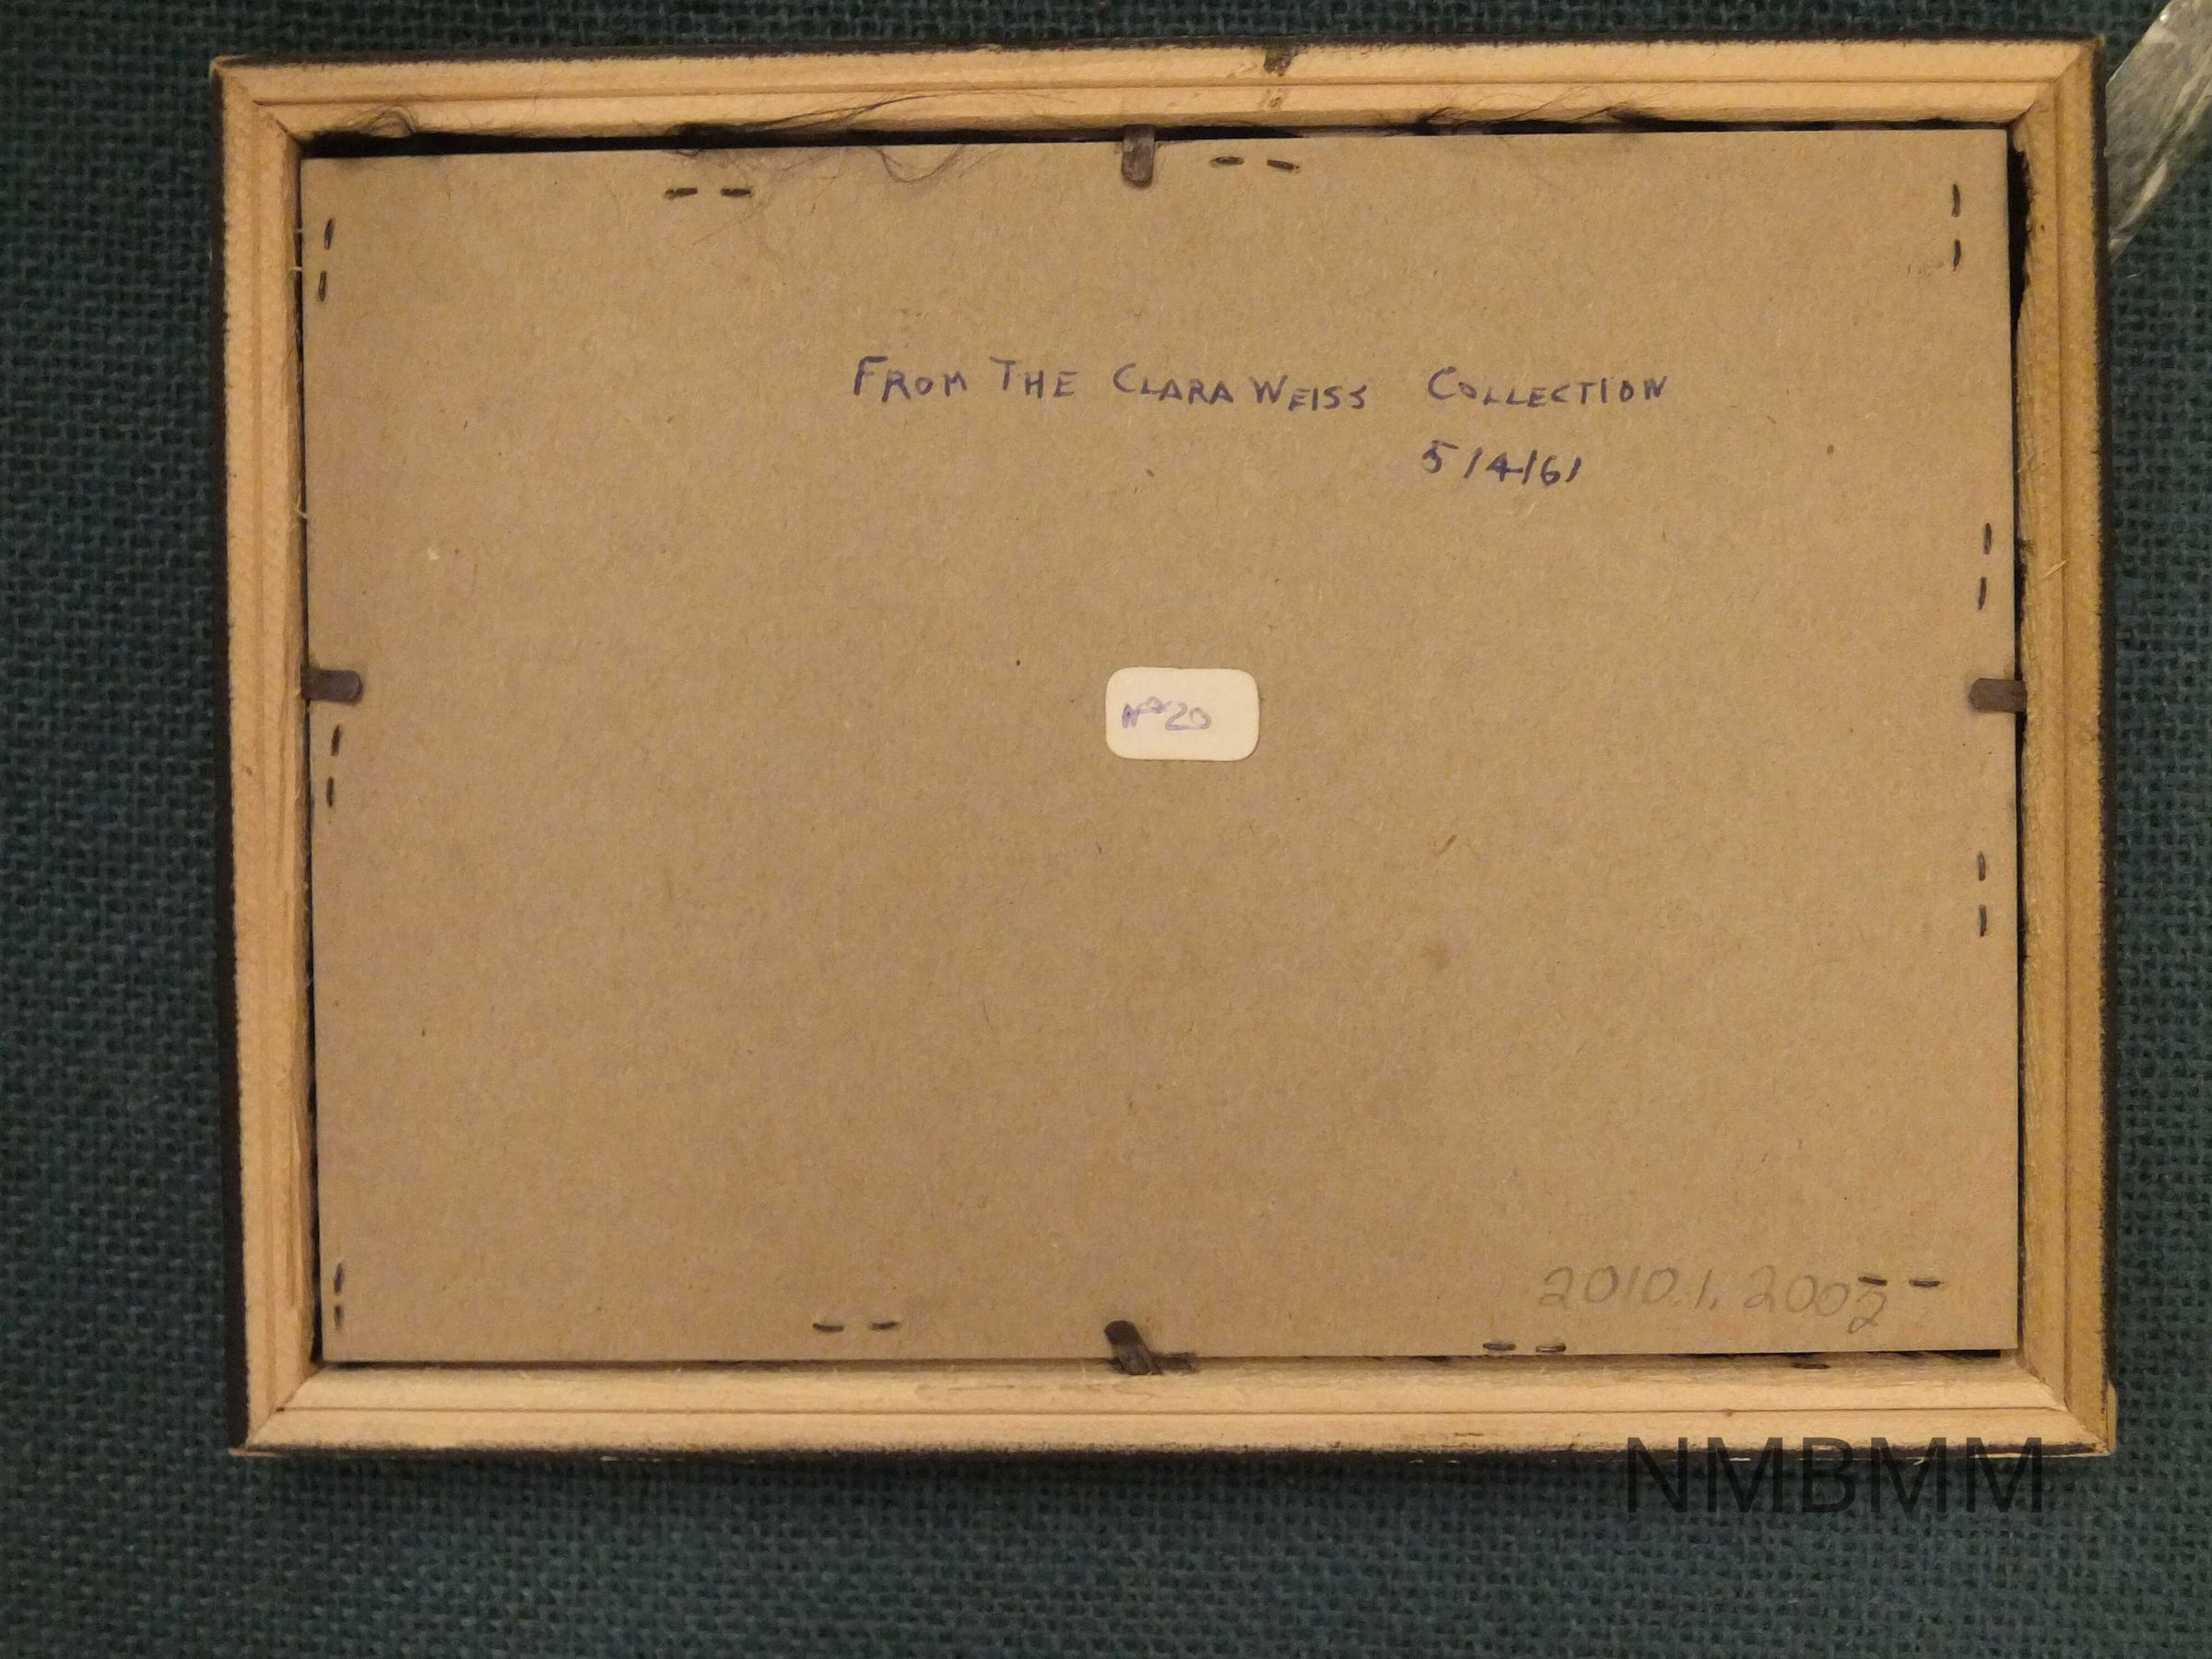 FROM THE CLARA WEISS COLLECTION
5/4/61
Nº 20
2010.1.2002
NMBMM